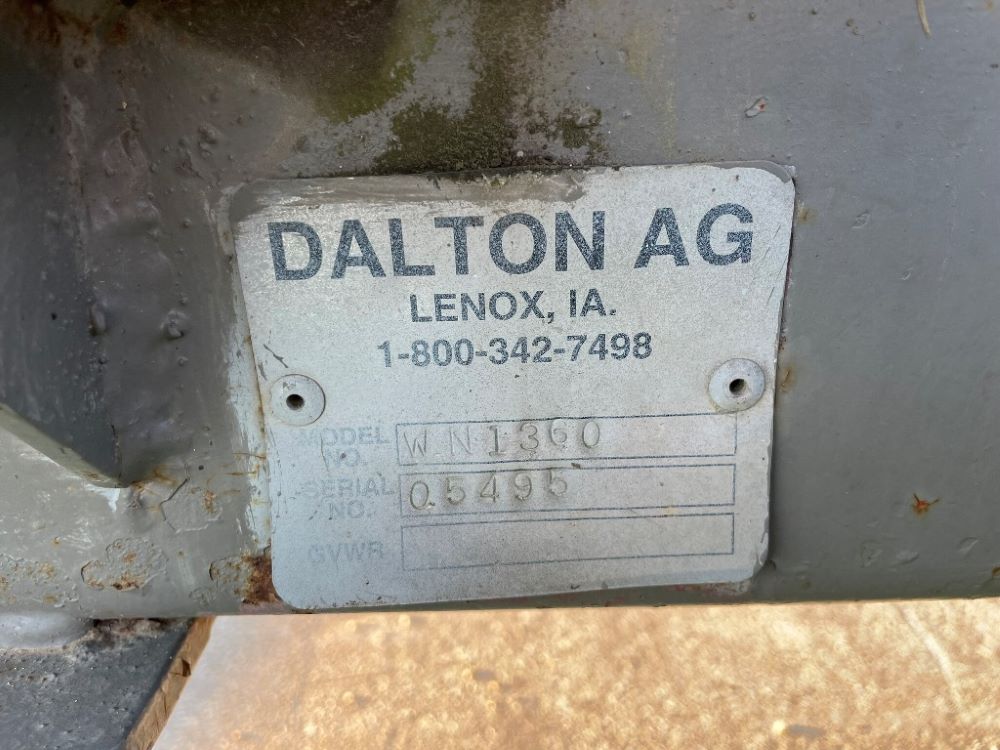 DALTON AG
LENOX, IA.
1-800-342-7498
MODEL NO. WN1360
SERIAL NO. 05495
GVWR